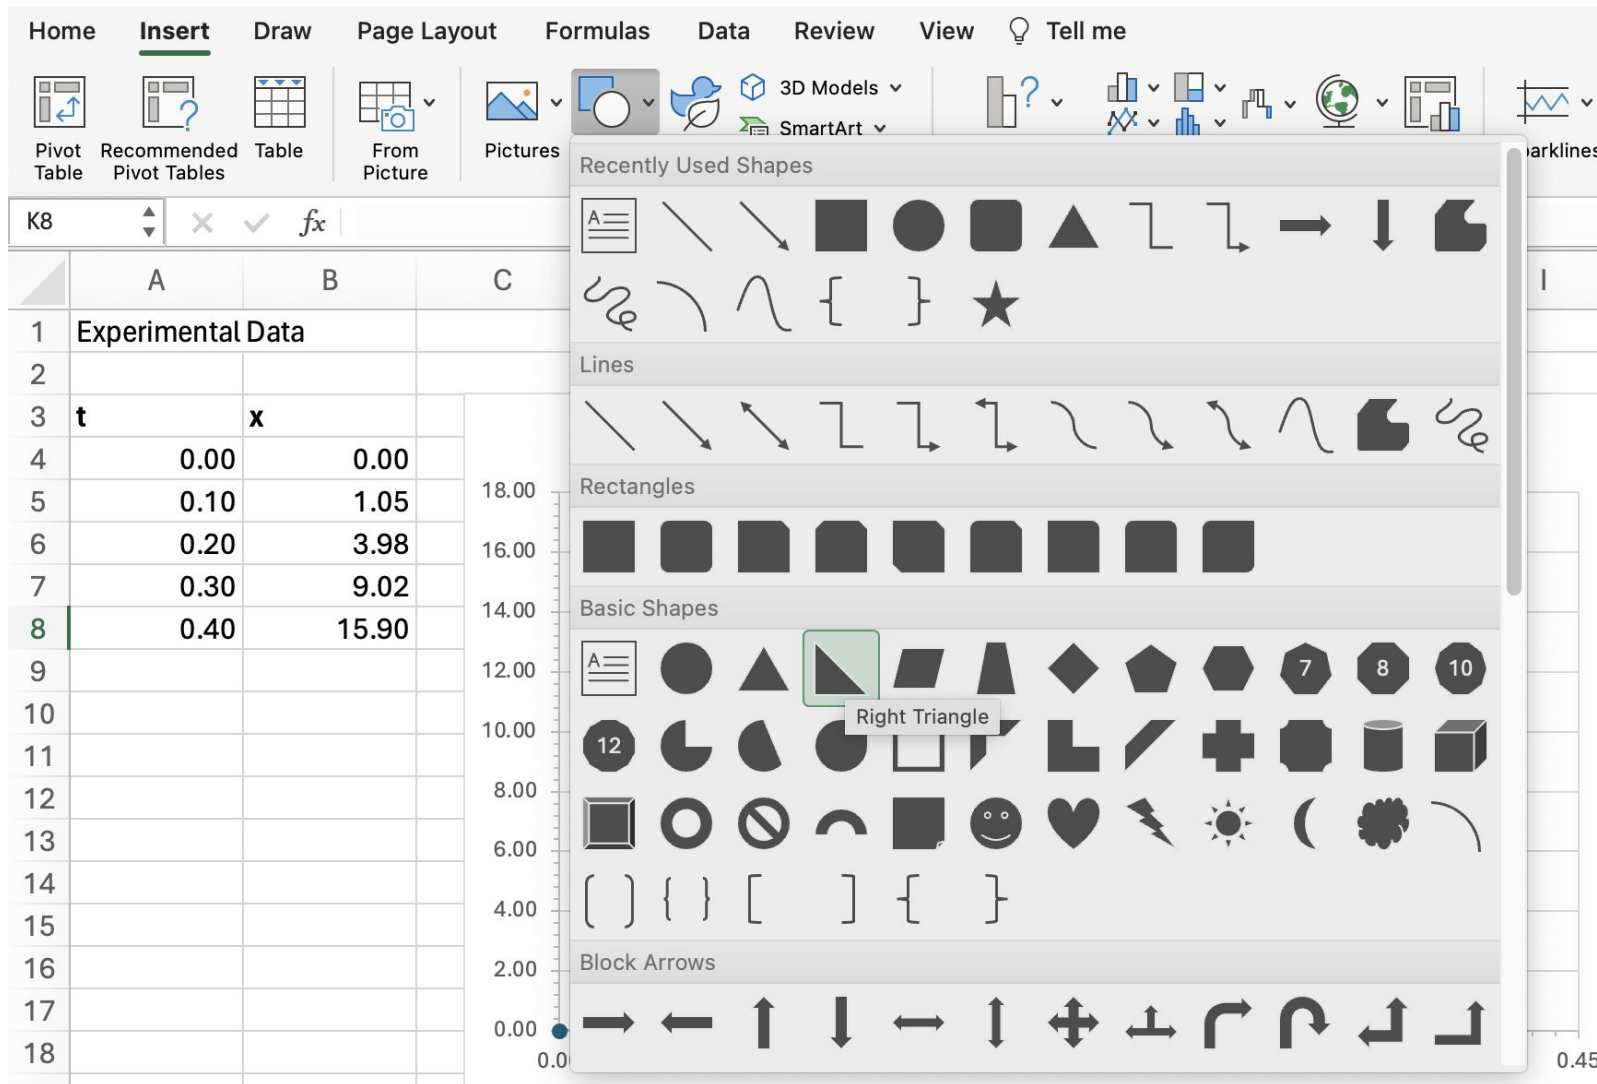 Home Insert Draw Page Layout Formulas Data Review View Tell me
3D Models
SmartArt
Pivot Table
Recommended Pivot Tables
Table
From Picture
Pictures
K8 fx
A B C I
Recently Used Shapes
A
Lines
Rectangles
Basic Shapes
A 7 8 10
Right Triangle
12
Block Arrows
1 Experimental Data
2
3 t x
4 0.00 0.00
5 0.10 1.05
6 0.20 3.98
7 0.30 9.02
8 0.40 15.90
9
10
11
12
13
14
15
16
17
18
18.00
16.00
14.00
12.00
10.00
8.00
6.00
4.00
2.00
0.00
0.45